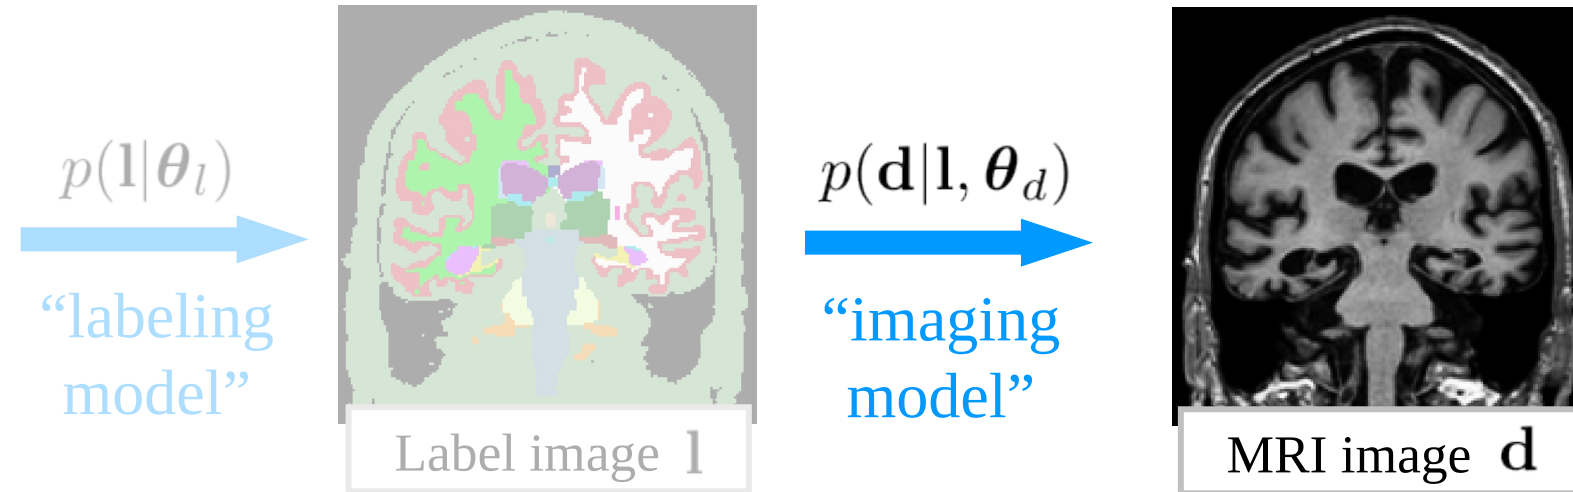 p(l|θ_l)
“labeling
model”
Label image l
p(d|l, θ_d)
“imaging
model”
MRI image d